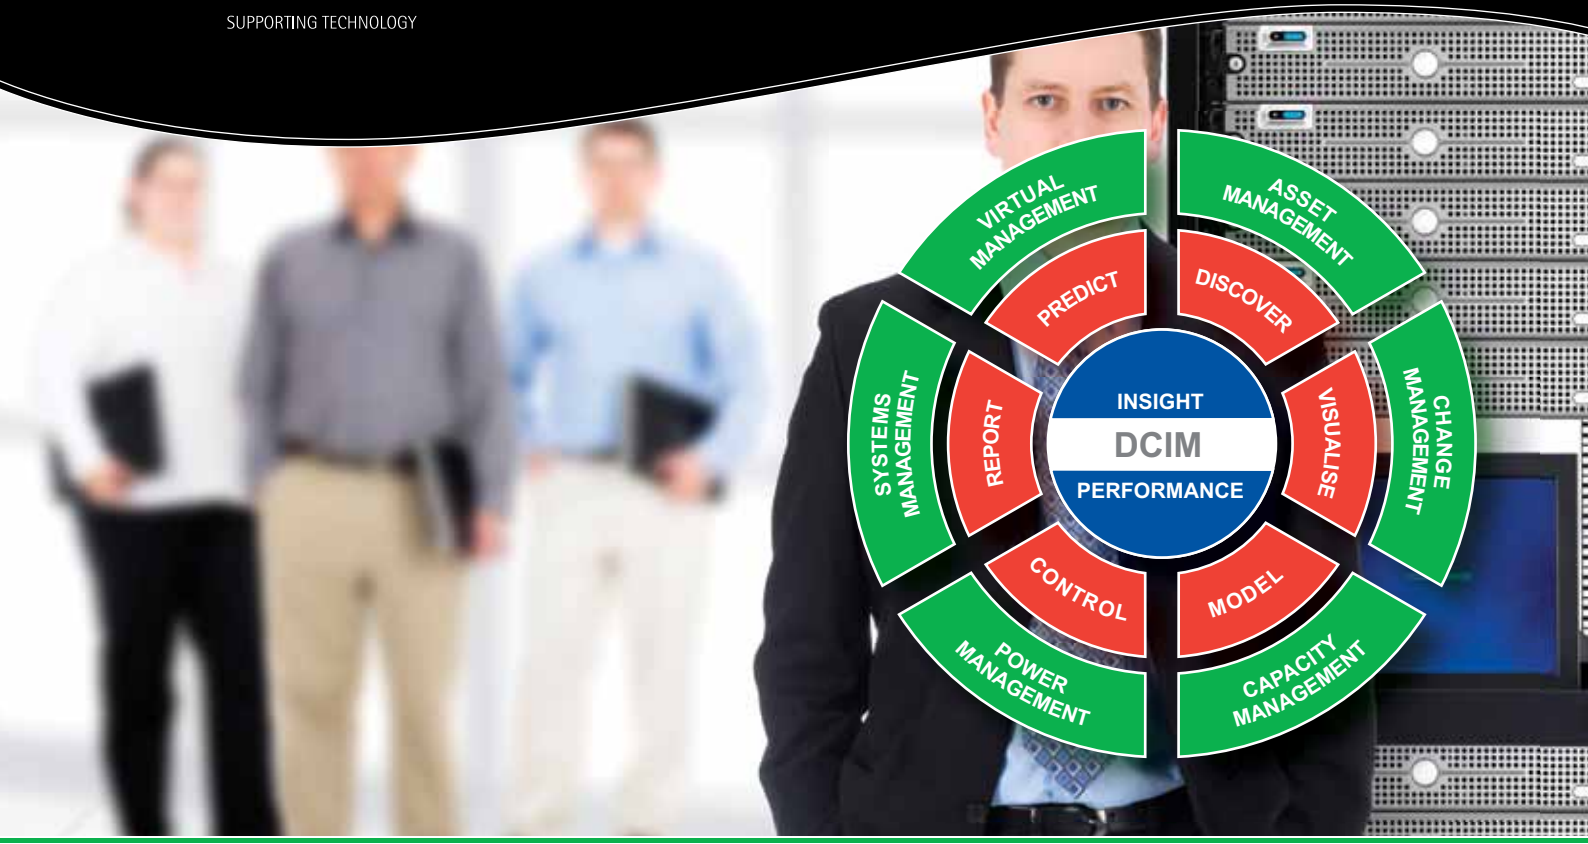 SUPPORTING TECHNOLOGY
VIRTUAL
MANAGEMENT
ASSET
MANAGEMENT
PREDICT
DISCOVER
SYSTEMS
MANAGEMENT
REPORT
INSIGHT
DCIM
PERFORMANCE
VISUALISE
CHANGE
MANAGEMENT
CONTROL
MODEL
POWER
MANAGEMENT
CAPACITY
MANAGEMENT